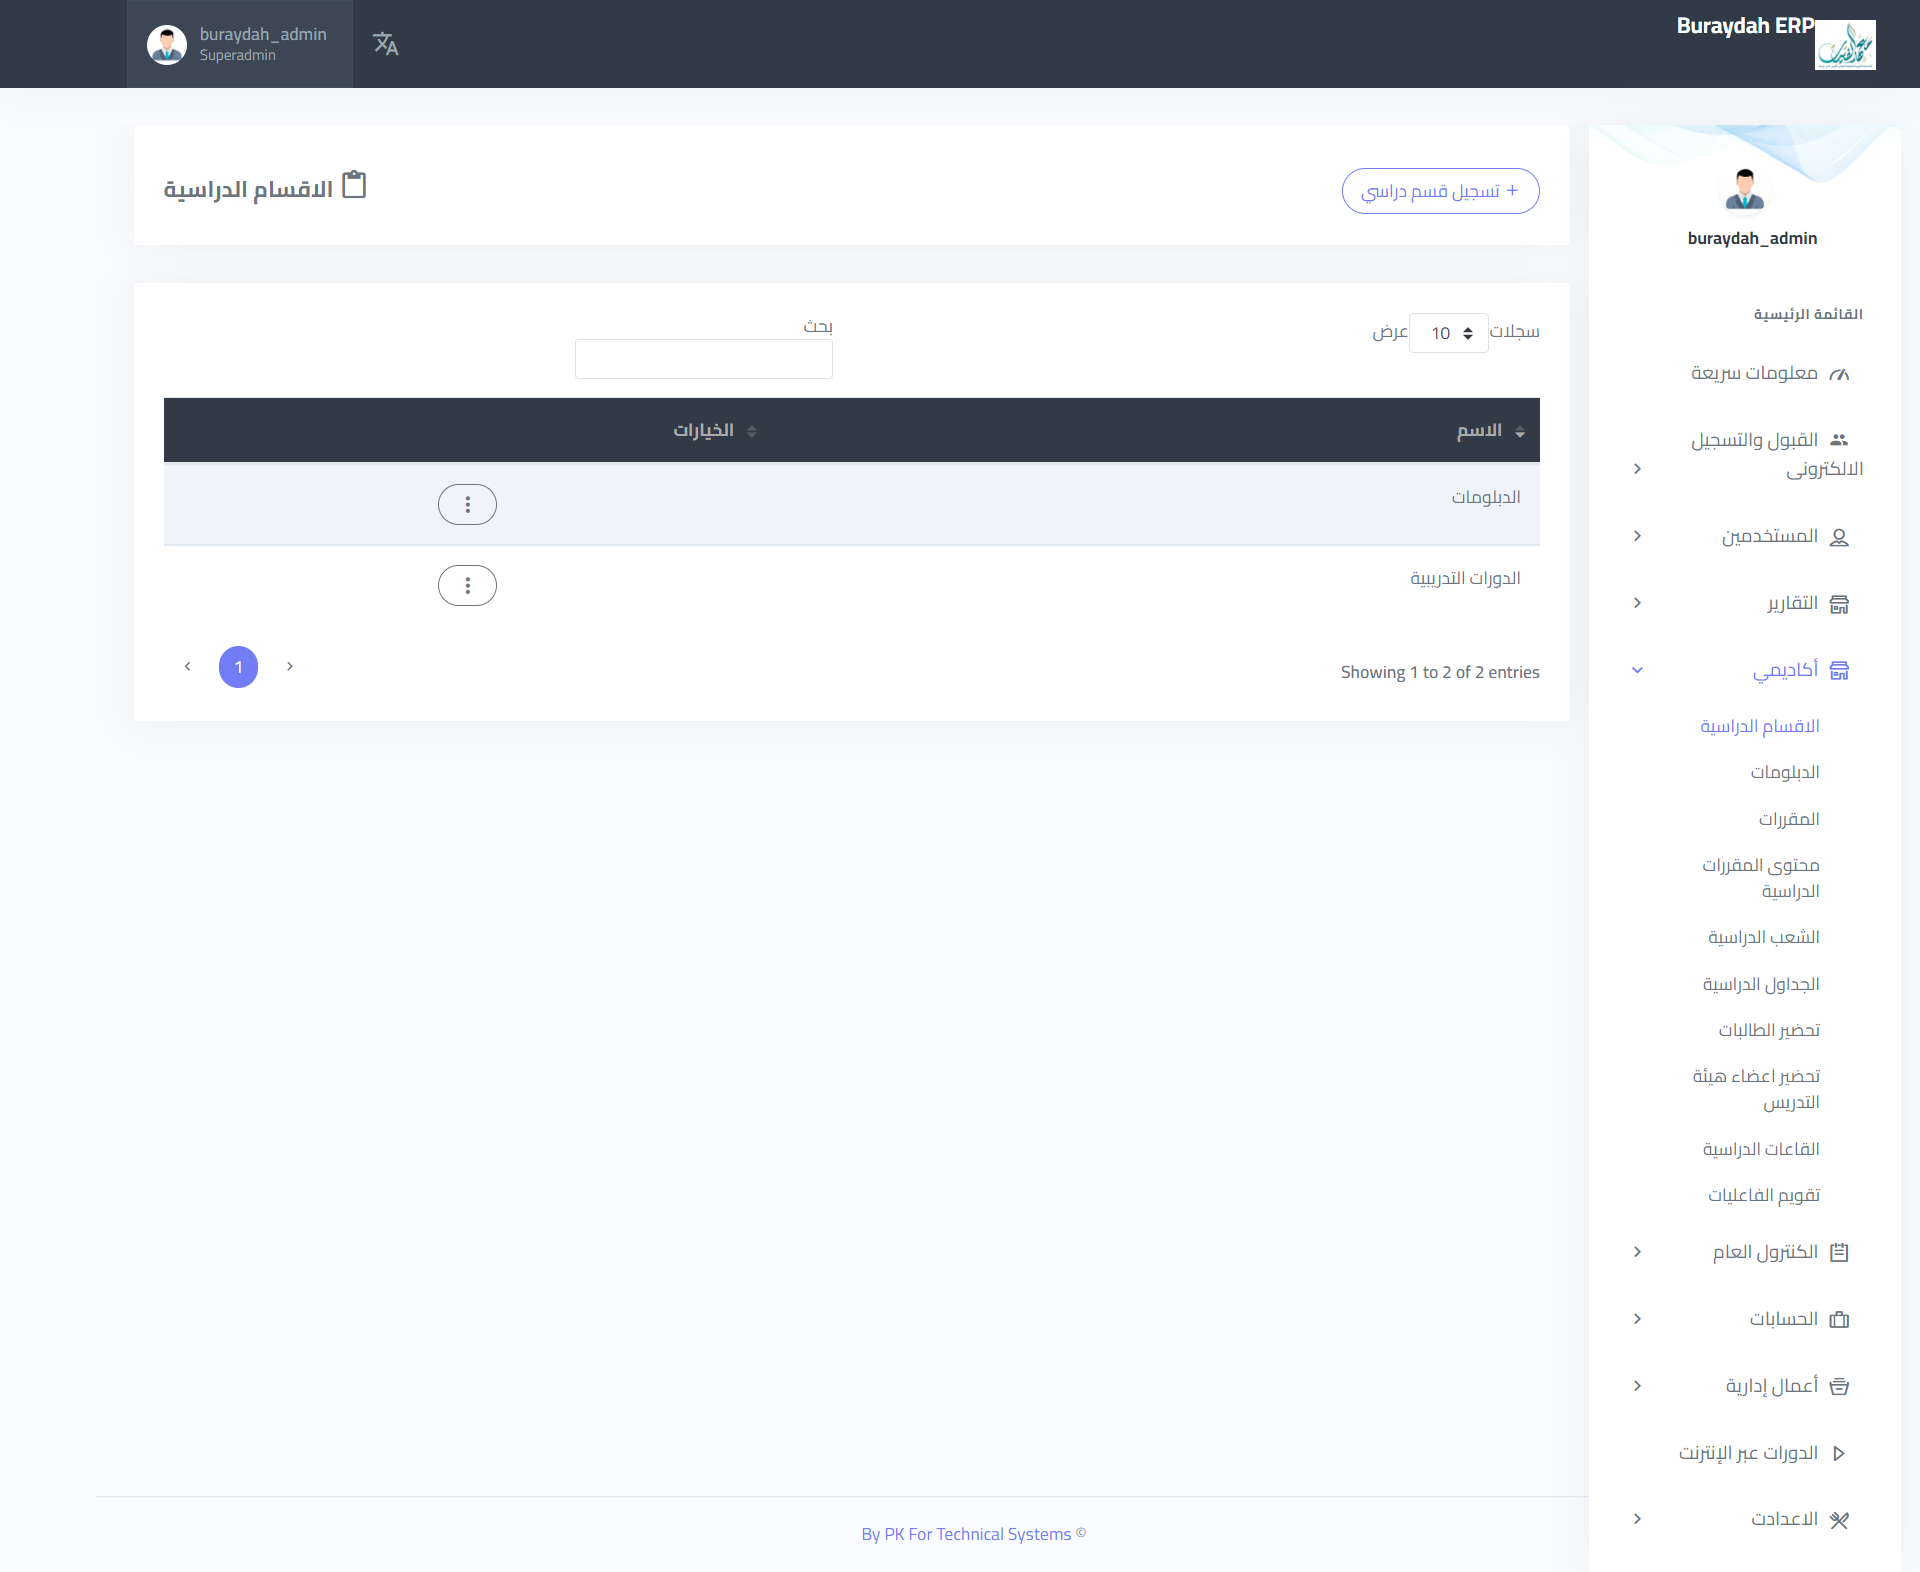 Buraydah ERP
buraydah_admin
Superadmin
buraydah_admin
القائمة الرئيسية
معلومات سريعة
القبول والتسجيل
الالكترونى
المستخدمين
التقارير
أكاديمي
الاقسام الدراسية
الدبلومات
المقررات
محتوى المقررات
الدراسية
الشعب الدراسية
الجداول الدراسية
تحضير الطالبات
تحضير اعضاء هيئة
التدريس
القاعات الدراسية
تقويم الفاعليات
الكنترول العام
الحسابات
أعمال إدارية
الدورات عبر الإنترنت
الاعدادت
+ تسجيل قسم دراسي
الاقسام الدراسية
سجلات 10 عرض
بحث
الاسم الخيارات
الدبلومات
الدورات التدريبية
Showing 1 to 2 of 2 entries
1
By PK For Technical Systems ©